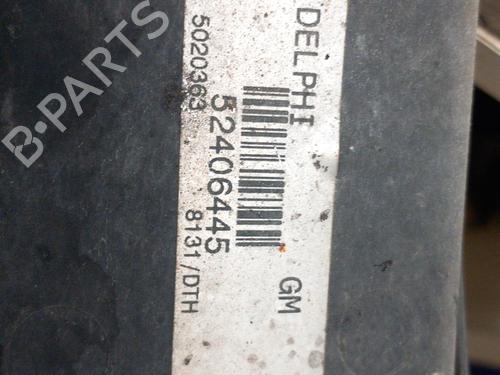 DELPHI
GM
52406445
5020363
8131/DTH
B-PARTS